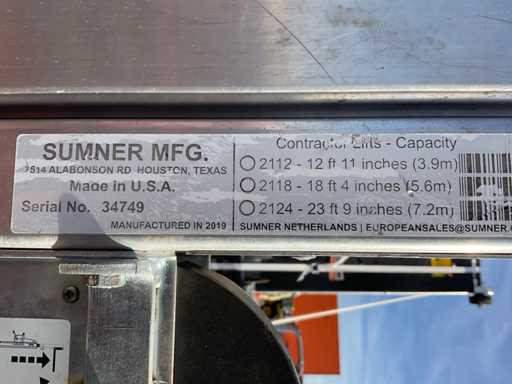 SUMNER MFG.
7514 ALABONSON RD HOUSTON, TEXAS
Made in U.S.A.
Serial No. 34749
MANUFACTURED IN 2019
Contractor Lifts - Capacity
2112 - 12 ft 11 inches (3.9m)
2118 - 18 ft 4 inches (5.6m)
2124 - 23 ft 9 inches (7.2m)
SUMNER NETHERLANDS | EUROPEANSALES@SUMNER.